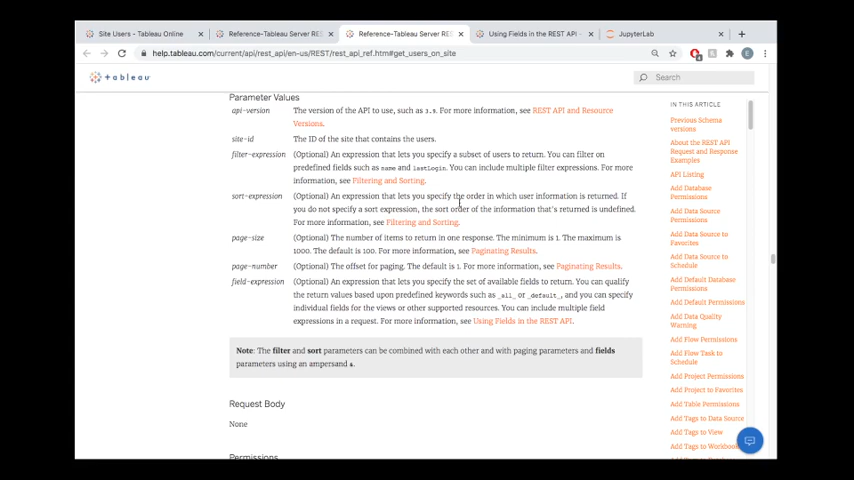 Site Users - Tableau Online
Reference-Tableau Server RES
Reference-Tableau Server RES
Using Fields in the REST API -
JupyterLab
help.tableau.com/current/api/rest_api/en-us/REST/rest_api_ref.htm#get_users_on_site
E
+ a b l e a u
Search
Parameter Values
api-version The version of the API to use, such as 3.9. For more information, see REST API and Resource
Versions.
site-id The ID of the site that contains the users.
filter-expression (Optional) An expression that lets you specify a subset of users to return. You can filter on
predefined fields such as name and lastLogin. You can include multiple filter expressions. For more
information, see Filtering and Sorting.
sort-expression (Optional) An expression that lets you specify the order in which user information is returned. If
you do not specify a sort expression, the sort order of the information that's returned is undefined.
For more information, see Filtering and Sorting.
page-size (Optional) The number of items to return in one response. The minimum is 1. The maximum is
1000. The default is 100. For more information, see Paginating Results.
page-number (Optional) The offset for paging. The default is 1. For more information, see Paginating Results.
field-expression (Optional) An expression that lets you specify the set of available fields to return. You can qualify
the return values based upon predefined keywords such as _all_ or _default_, and you can specify
individual fields for the views or other supported resources. You can include multiple field
expressions in a request. For more information, see Using Fields in the REST API.
Note: The filter and sort parameters can be combined with each other and with paging parameters and fields
parameters using an ampersand &.
Request Body
None
Permissions
IN THIS ARTICLE
Previous Schema
versions
About the REST API
Request and Response
Examples
API Listing
Add Database
Permissions
Add Data Source
Permissions
Add Data Source to
Favorites
Add Data Source to
Schedule
Add Default Database
Permissions
Add Default Permissions
Add Data Quality
Warning
Add Flow Permissions
Add Flow Task to
Schedule
Add Project Permissions
Add Project to Favorites
Add Table Permissions
Add Tags to Data Source
Add Tags to View
Add Tags to Workbook